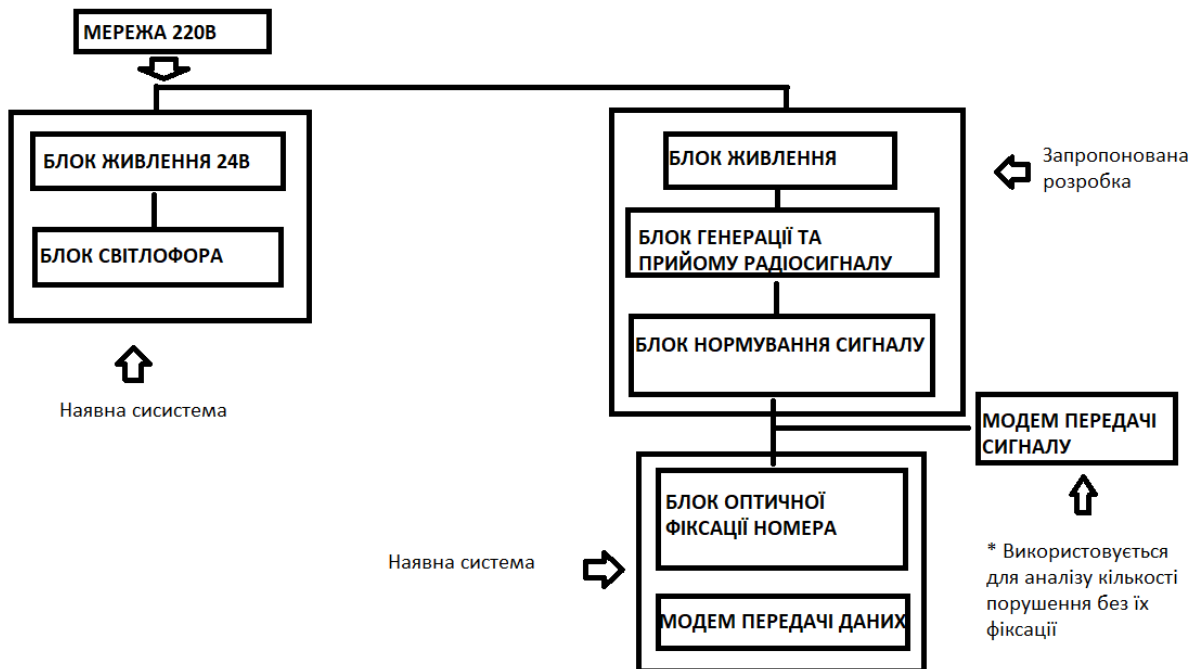 МЕРЕЖА 220В
БЛОК ЖИВЛЕННЯ 24В
БЛОК СВІТЛОФОРА
Наявна сисистема
БЛОК ЖИВЛЕННЯ
БЛОК ГЕНЕРАЦІЇ ТА
ПРИЙОМУ РАДІОСИГНАЛУ
БЛОК НОРМУВАННЯ СИГНАЛУ
Запропонована
розробка
МОДЕМ ПЕРЕДАЧІ
СИГНАЛУ
БЛОК ОПТИЧНОЇ
ФІКСАЦІЇ НОМЕРА
МОДЕМ ПЕРЕДАЧІ ДАНИХ
Наявна система
* Використовується
для аналізу кількості
порушення без їх
фіксації